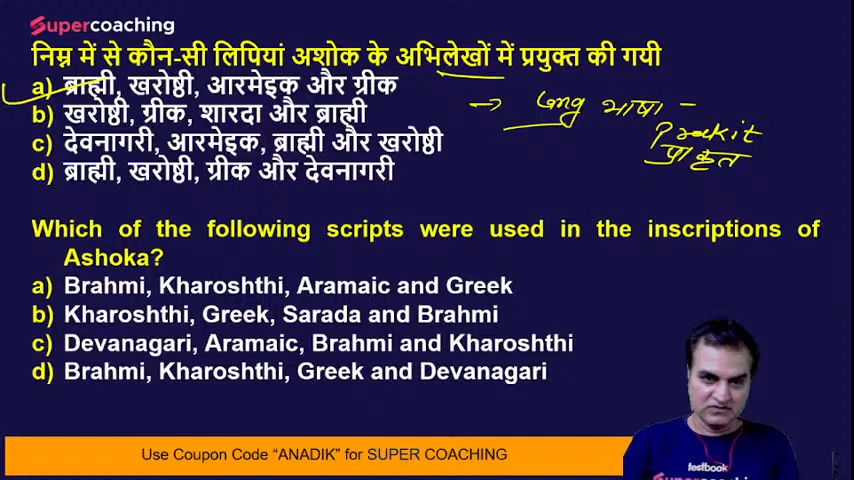 Supercoaching
निम्न में से कौन-सी लिपियां अशोक के अभिलेखों में प्रयुक्त की गयी
a) ब्राह्मी, खरोष्ठी, आरमेइक और ग्रीक
b) खरोष्ठी, ग्रीक, शारदा और ब्राह्मी
c) देवनागरी, आरमेइक, ब्राह्मी और खरोष्ठी
d) ब्राह्मी, खरोष्ठी, ग्रीक और देवनागरी
→ Lang भाषा -
Prakit
प्राकृत
Which of the following scripts were used in the inscriptions of
Ashoka?
a) Brahmi, Kharoshthi, Aramaic and Greek
b) Kharoshthi, Greek, Sarada and Brahmi
c) Devanagari, Aramaic, Brahmi and Kharoshthi
d) Brahmi, Kharoshthi, Greek and Devanagari
Use Coupon Code “ANADIK” for SUPER COACHING
testbook
supercoaching